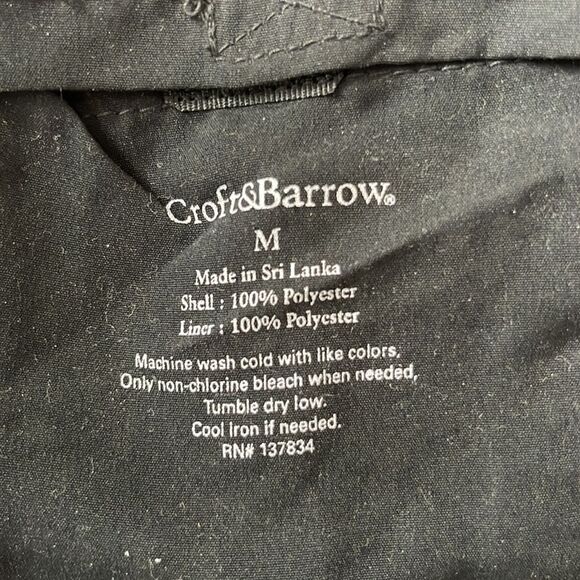 Croft&Barrow®
M
Made in Sri Lanka
Shell : 100% Polyester
Liner : 100% Polyester
Machine wash cold with like colors,
Only non-chlorine bleach when needed,
Tumble dry low.
Cool iron if needed.
RN# 137834